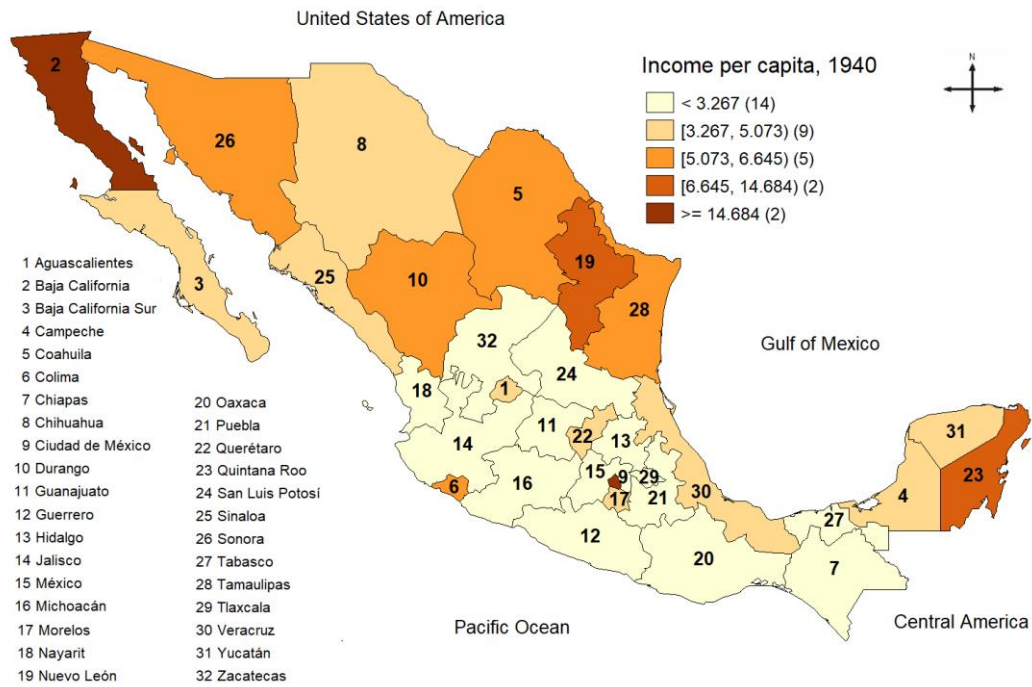 United States of America
Income per capita, 1940
N
< 3.267 (14)
[3.267, 5.073) (9)
[5.073, 6.645) (5)
[6.645, 14.684) (2)
>= 14.684 (2)
2
26
8
5
19
28
3
25
10
32
24
18
1
14
11
22
13
6
16
15
9
29
17
21
30
12
20
7
27
4
31
23
Gulf of Mexico
Pacific Ocean
Central America
1 Aguascalientes
2 Baja California
3 Baja California Sur
4 Campeche
5 Coahuila
6 Colima
7 Chiapas
8 Chihuahua
9 Ciudad de México
10 Durango
11 Guanajuato
12 Guerrero
13 Hidalgo
14 Jalisco
15 México
16 Michoacán
17 Morelos
18 Nayarit
19 Nuevo León
20 Oaxaca
21 Puebla
22 Querétaro
23 Quintana Roo
24 San Luis Potosí
25 Sinaloa
26 Sonora
27 Tabasco
28 Tamaulipas
29 Tlaxcala
30 Veracruz
31 Yucatán
32 Zacatecas